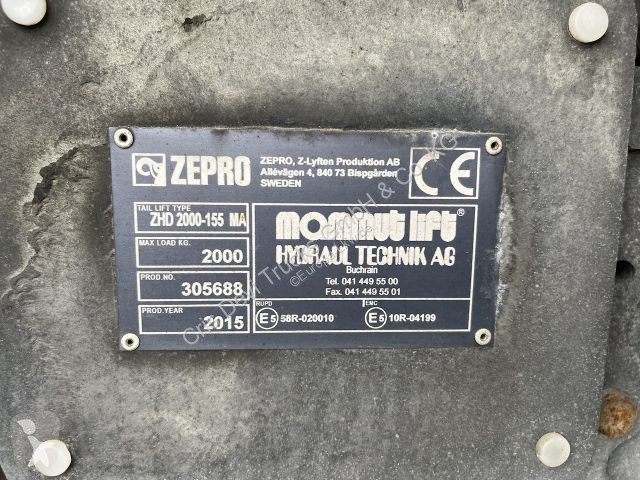 ZEPRO
ZEPRO, Z-Lyften Produktion AB
Allévägen 4, 840 73 Bispgården
SWEDEN
CE
TAIL LIFT TYPE
ZHD 2000-155 MA
MAX LOAD KG.
2000
PROD.NO.
305688
PROD.YEAR
2015
mommut lift®
HYDRAUL TECHNIK AG
Buchrain
Tel. 041 449 55 00
Fax. 041 449 55 01
RUPD
E5 58R-020010
EMC
E5 10R-04199